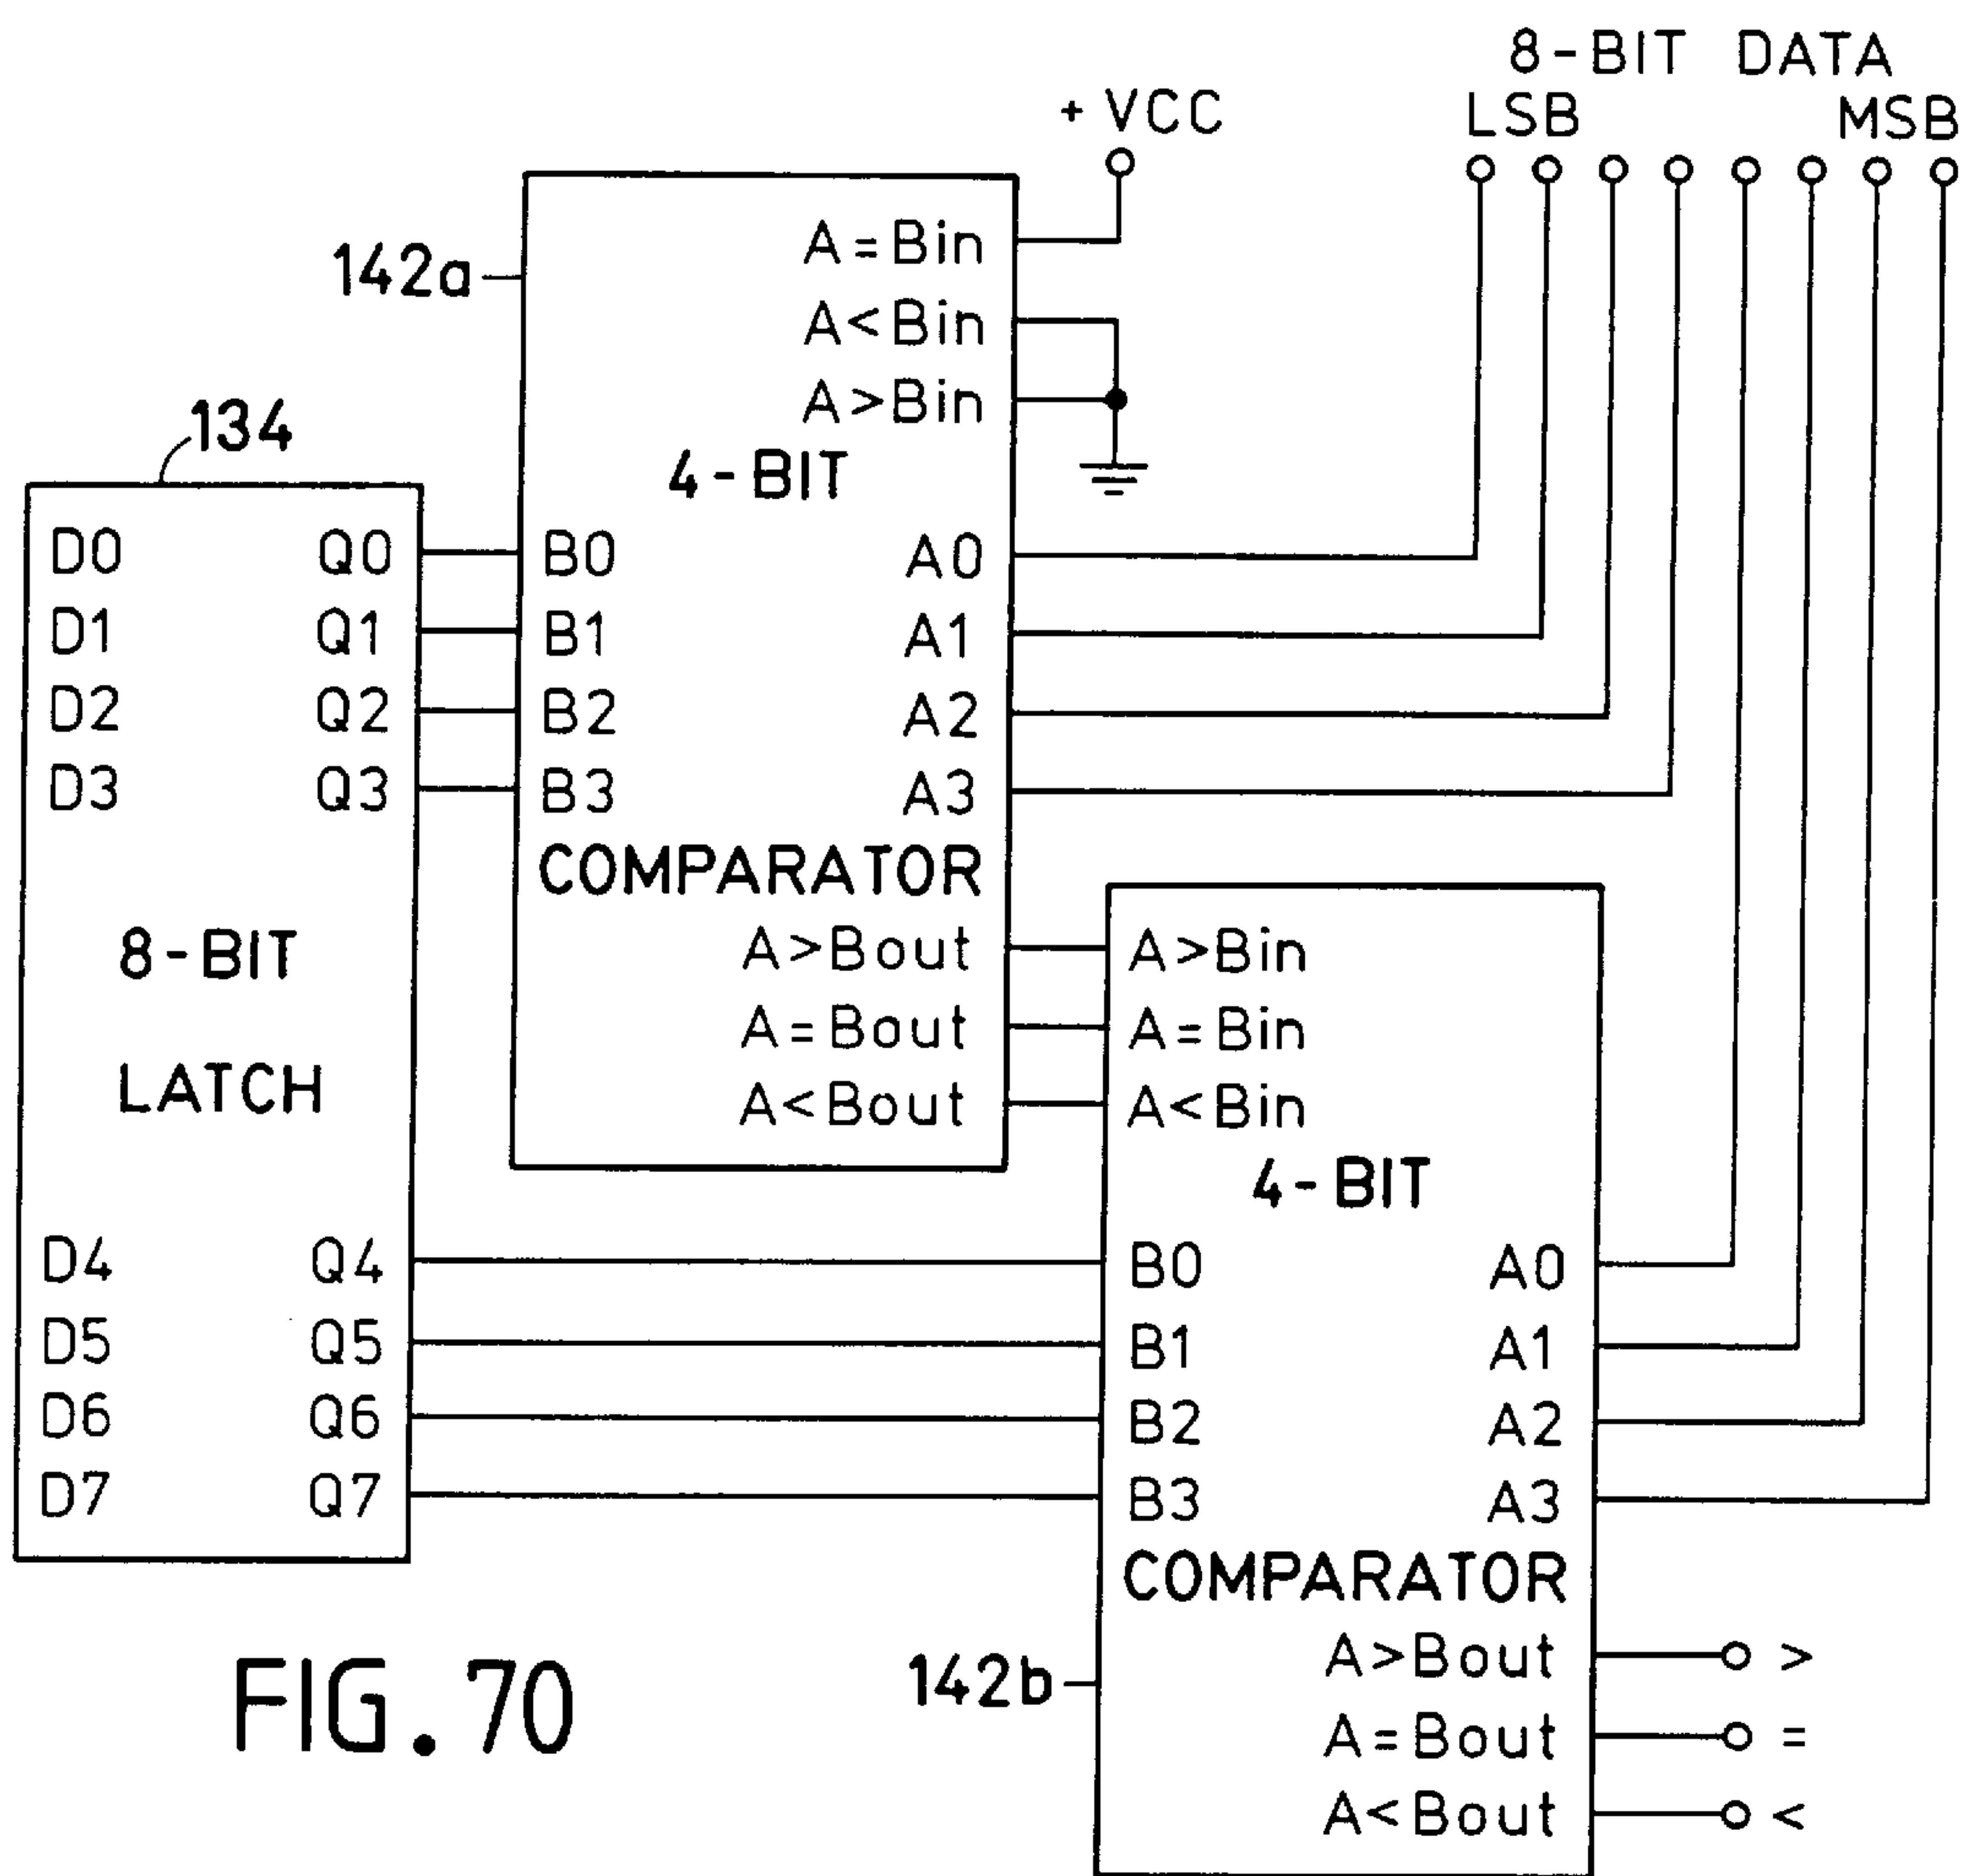 8-BIT DATA
LSB MSB
+ VCC
142a
A=Bin
A<Bin
A>Bin
4-BIT
B0 A0
B1 A1
B2 A2
B3 A3
COMPARATOR
A>Bout
A=Bout
A<Bout
134
D0 Q0
D1 Q1
D2 Q2
D3 Q3
8-BIT
LATCH
D4 Q4
D5 Q5
D6 Q6
D7 Q7
A>Bin
A=Bin
A<Bin
4-BIT
B0 A0
B1 A1
B2 A2
B3 A3
COMPARATOR
142b
A>Bout >
A=Bout =
A<Bout <
FIG. 70